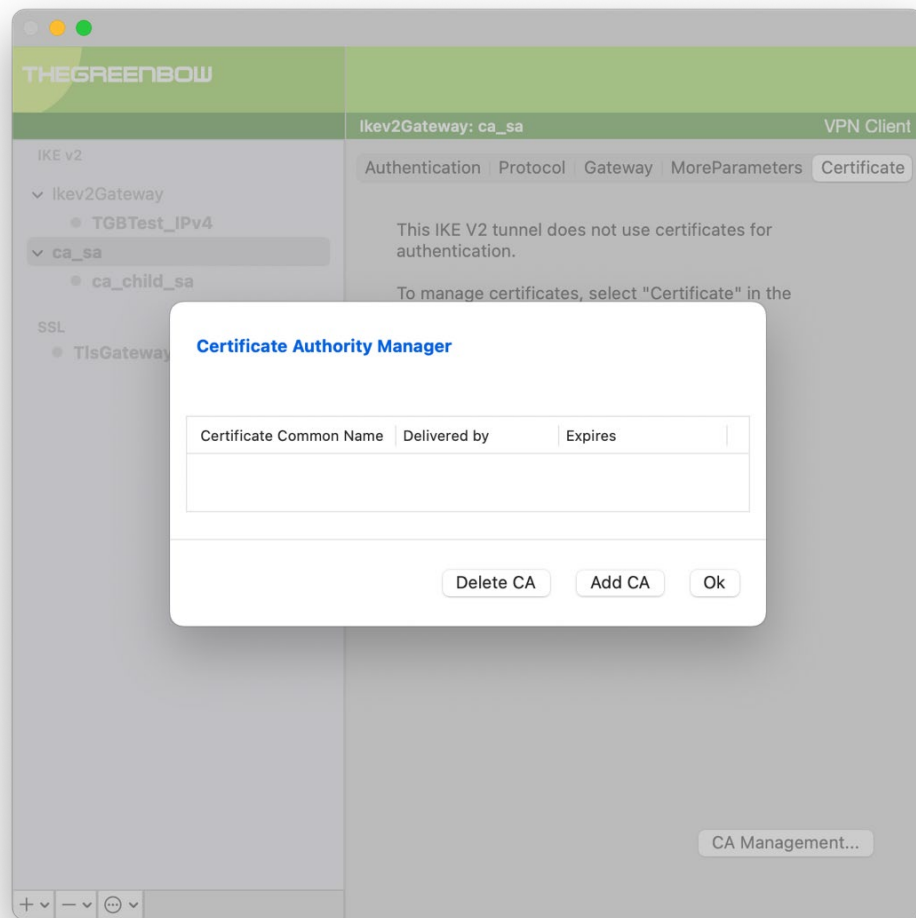 THEGREENBOW
Ikev2Gateway: ca_sa VPN Client
IKE v2
Ikev2Gateway
TGBTest_IPv4
ca_sa
ca_child_sa
SSL
TlsGateway
Authentication Protocol Gateway MoreParameters Certificate
This IKE V2 tunnel does not use certificates for
authentication.
To manage certificates, select "Certificate" in the
Certificate Authority Manager
Certificate Common Name Delivered by Expires
Delete CA Add CA Ok
CA Management...